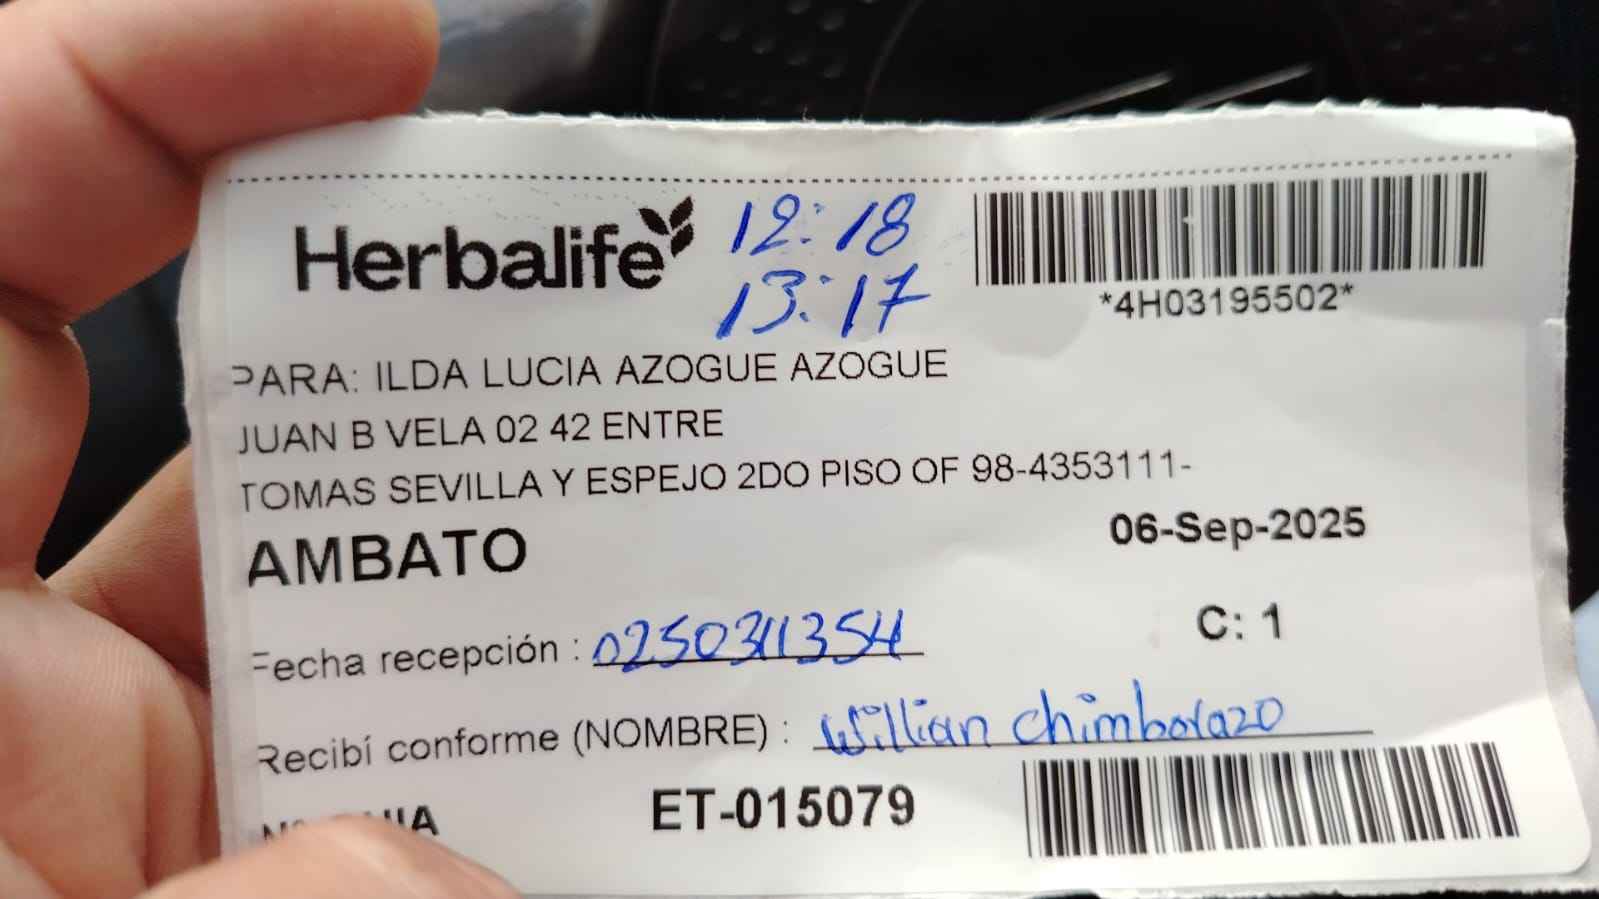 Herbalife
12:18
13:17
*4H03195502*
PARA: ILDA LUCIA AZOGUE AZOGUE
JUAN B VELA 02 42 ENTRE
TOMAS SEVILLA Y ESPEJO 2DO PISO OF 98-4353111-
AMBATO
06-Sep-2025
Fecha recepción : 0250311354
C: 1
Recibí conforme (NOMBRE) : Willian Chimborazo
ET-015079